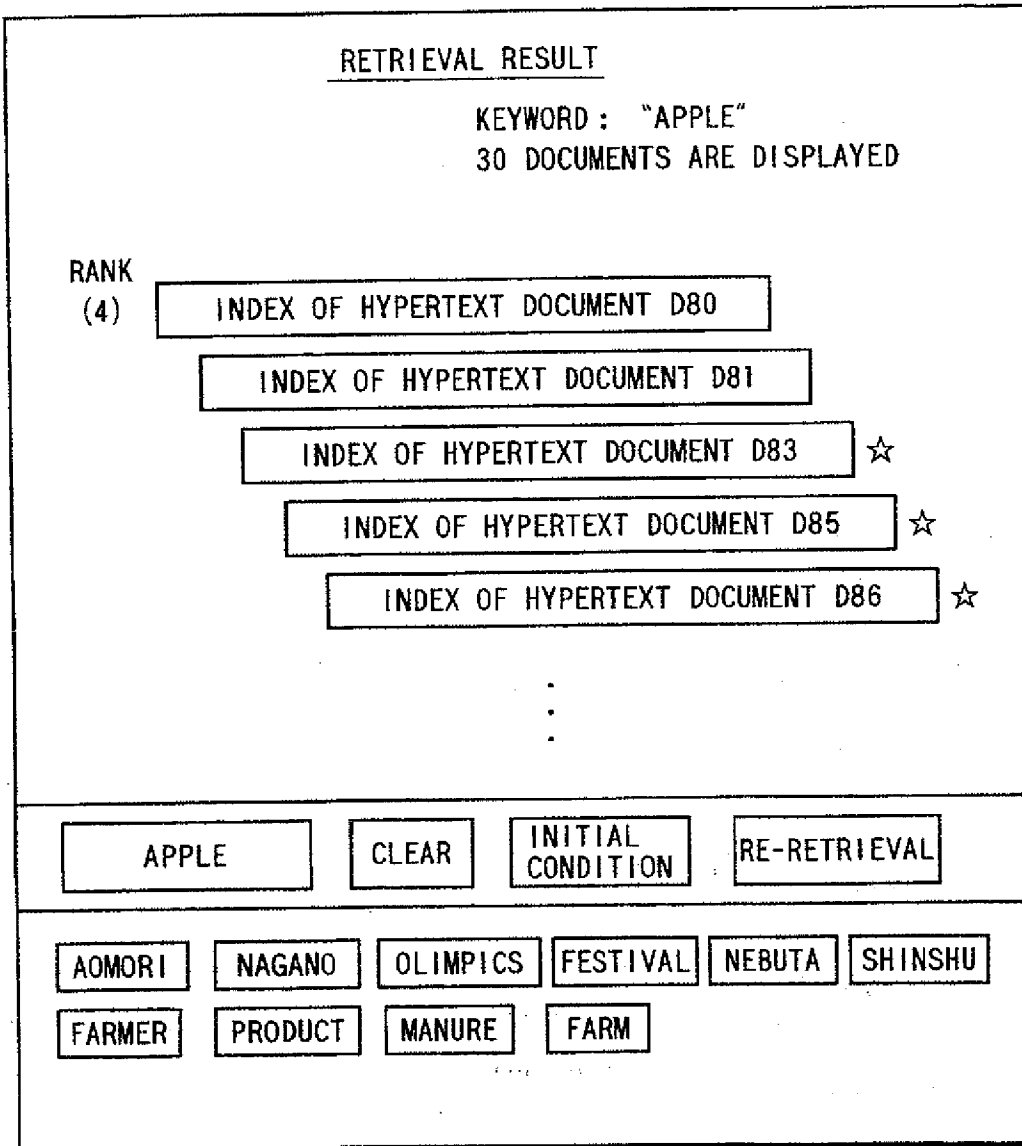 RETRIEVAL RESULT
KEYWORD : "APPLE"
30 DOCUMENTS ARE DISPLAYED
RANK
(4)
INDEX OF HYPERTEXT DOCUMENT D80
INDEX OF HYPERTEXT DOCUMENT D81
INDEX OF HYPERTEXT DOCUMENT D83 ☆
INDEX OF HYPERTEXT DOCUMENT D85 ☆
INDEX OF HYPERTEXT DOCUMENT D86 ☆
APPLE CLEAR INITIAL CONDITION RE-RETRIEVAL
AOMORI NAGANO OLIMPICS FESTIVAL NEBUTA SHINSHU
FARMER PRODUCT MANURE FARM